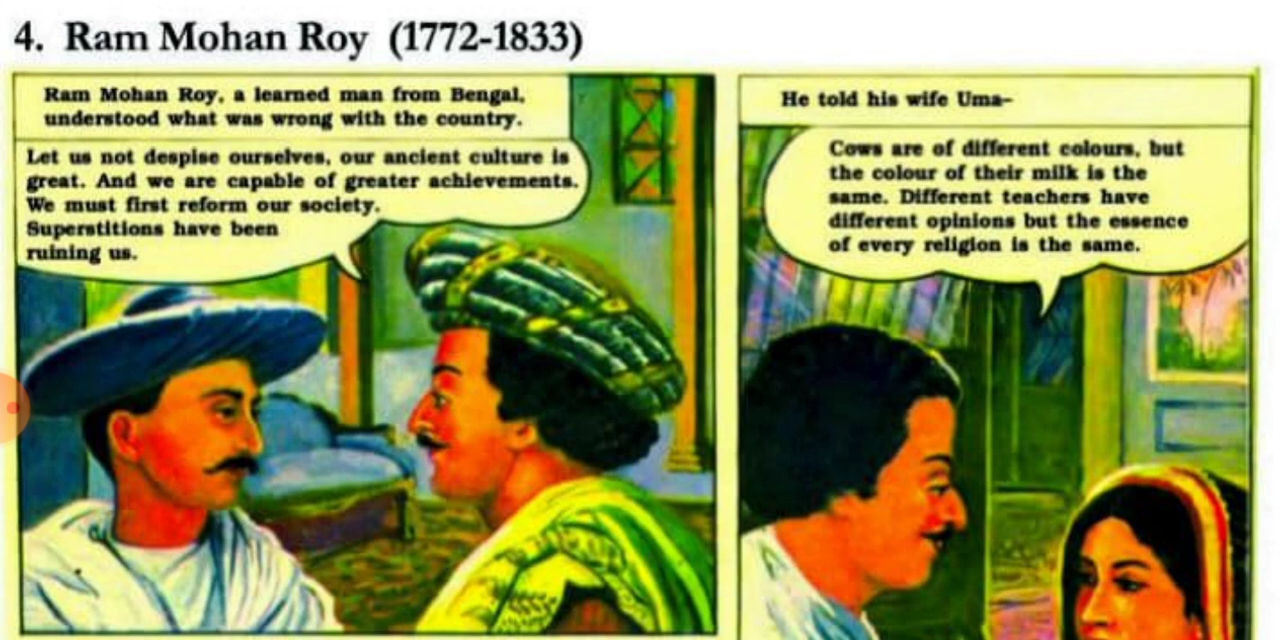 4. Ram Mohan Roy (1772-1833)
Ram Mohan Roy, a learned man from Bengal,
understood what was wrong with the country.
Let us not despise ourselves, our ancient culture is
great. And we are capable of greater achievements.
We must first reform our society.
Superstitions have been
ruining us.
He told his wife Uma–
Cows are of different colours, but
the colour of their milk is the
same. Different teachers have
different opinions but the essence
of every religion is the same.